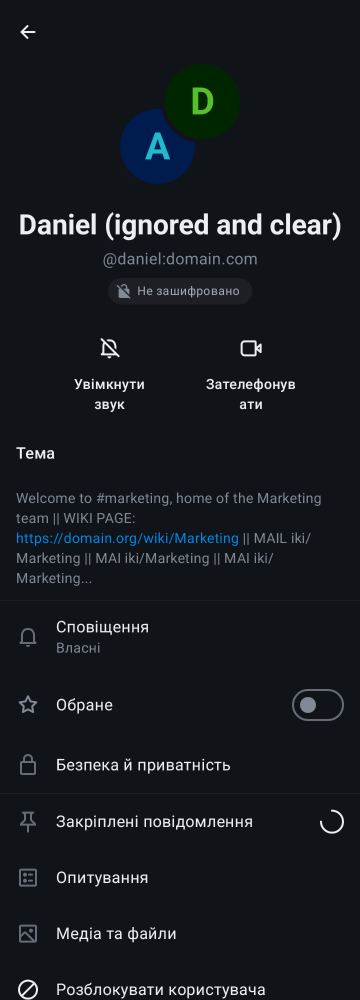 D
A
Daniel (ignored and clear)
@daniel:domain.com
Не зашифровано
Увімкнути
звук
Зателефонув
ати
Тема
Welcome to #marketing, home of the Marketing
team || WIKI PAGE:
https://domain.org/wiki/Marketing || MAIL iki/
Marketing || MAI iki/Marketing || MAI iki/
Marketing...
Сповіщення
Власні
Обране
Безпека й приватність
Закріплені повідомлення
Опитування
Медіа та файли
Розблокувати користувача